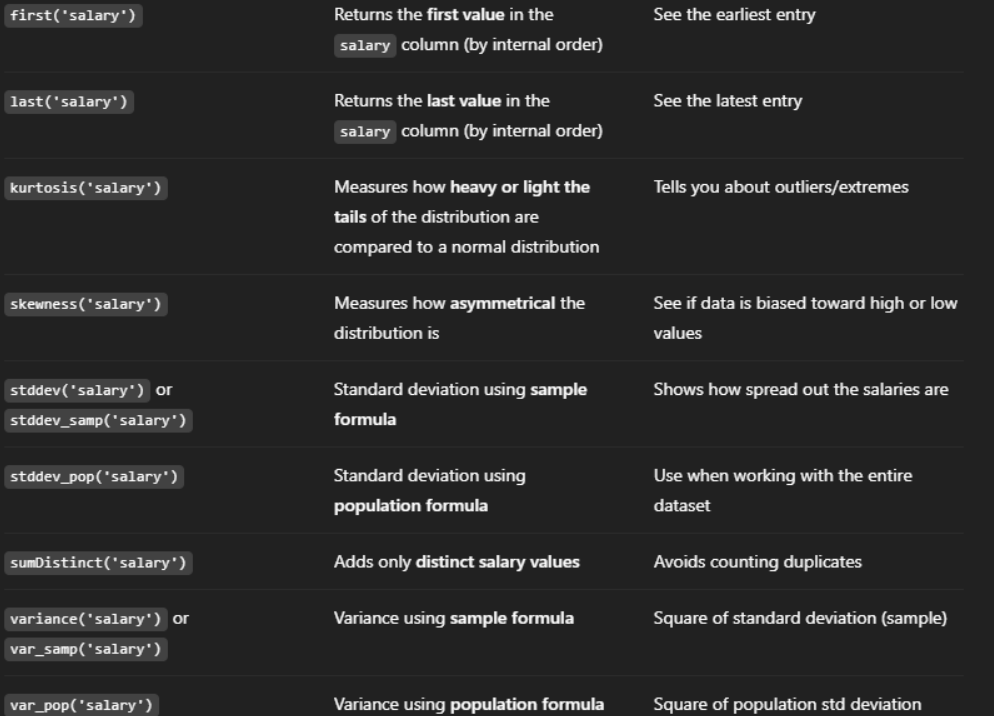 first('salary') Returns the first value in the See the earliest entry
salary column (by internal order)
last('salary') Returns the last value in the See the latest entry
salary column (by internal order)
kurtosis('salary') Measures how heavy or light the Tells you about outliers/extremes
tails of the distribution are
compared to a normal distribution
skewness('salary') Measures how asymmetrical the See if data is biased toward high or low
distribution is values
stddev('salary') or Standard deviation using sample Shows how spread out the salaries are
stddev_samp('salary') formula
stddev_pop('salary') Standard deviation using Use when working with the entire
population formula dataset
sumDistinct('salary') Adds only distinct salary values Avoids counting duplicates
variance('salary') or Variance using sample formula Square of standard deviation (sample)
var_samp('salary')
var_pop('salary') Variance using population formula Square of population std deviation